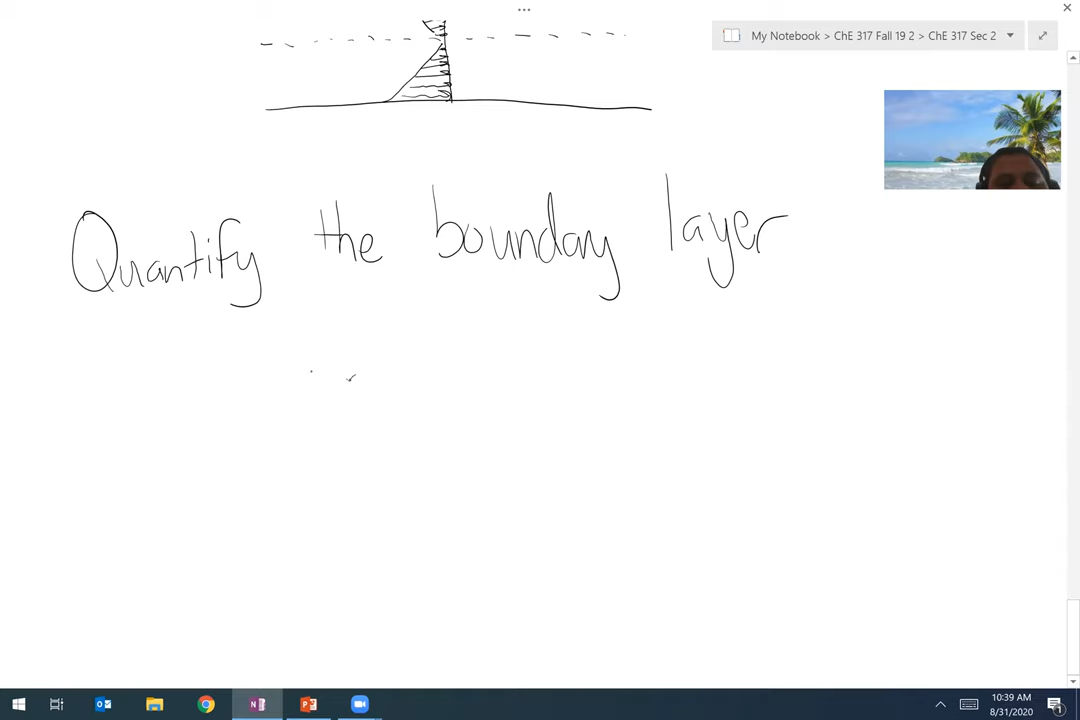 My Notebook > ChE 317 Fall 19 2 > ChE 317 Sec 2
Quantify the bounday layer
10:39 AM
8/31/2020